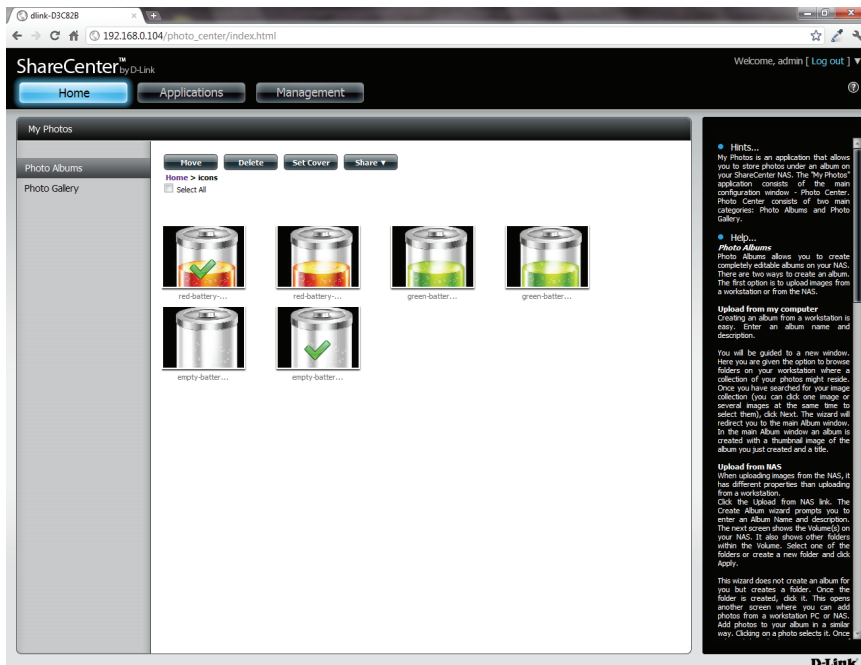 dlink-D3C82B
192.168.0.104/photo_center/index.html
ShareCenter™ by D-Link
Welcome, admin [ Log out ] ▼
Home Applications Management
My Photos
Photo Albums
Photo Gallery
Move Delete Set Cover Share ▼
Home > icons
Select All
red-battery-... red-battery-... green-batter... green-batter...
empty-batter... empty-batter...
Hints...
My Photos is an application that allows
you to store photos under an album on
your ShareCenter NAS. The "My Photos"
application consists of the main
configuration window - Photo Center.
Photo Center consists of two main
categories: Photo Albums and Photo
Gallery.
Help...
Photo Albums
Photo Albums allows you to create
completely editable albums on your NAS.
There are two ways to create an album.
The first option is to upload images from
a workstation or from the NAS.
Upload from my computer
Creating an album from a workstation is
easy. Enter an album name and
description.
You will be guided to a new window.
Here you are given the option to browse
folders on your workstation where a
collection of your photos might reside.
Once you have searched for your image
collection (you can click one image or
several images at the same time to
select them), click Next. The wizard will
redirect you to the main Album window.
In the main Album window an album is
created with a thumbnail image of the
album you just created and a title.
Upload from NAS
When uploading images from the NAS, it
has different properties than uploading
from a workstation.
Click the Upload from NAS link. The
Create Album wizard prompts you to
enter an Album Name and description.
The next screen shows the Volume(s) on
your NAS. It also shows other folders
within the Volume. Select one of the
folders or create a new folder and click
Apply.
This wizard does not create an album for
you but creates a folder. Once the
folder is created, click it. This opens
another screen where you can add
photos from a workstation PC or NAS.
Add photos to your album in a similar
way. Clicking on a photo selects it. Once
D-Link